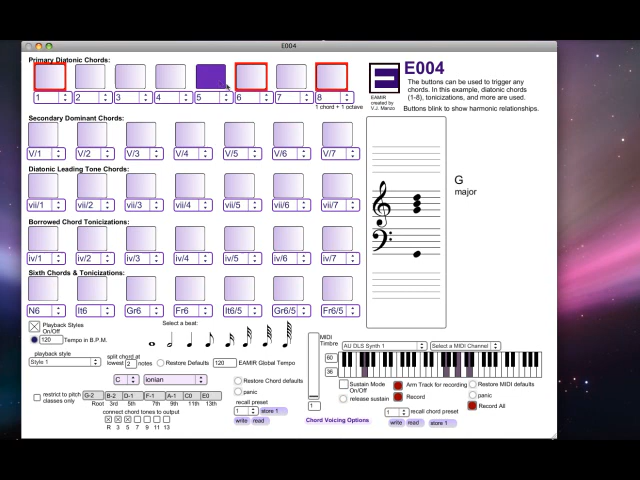 E004
Primary Diatonic Chords:
1 2 3 4 5 6 7 8
1 chord + 1 octave
E004
The buttons can be used to trigger any
chords. In this example, diatonic chords
(1-8), tonicizations, and more are used.
EAMIR
created by
V.J. Manzo
Buttons blink to show harmonic relationships.
Secondary Dominant Chords:
V/1 V/2 V/3 V/4 V/5 V/6 V/7
Diatonic Leading Tone Chords:
vii/1 vii/2 vii/3 vii/4 vii/5 vii/6 vii/7
G
major
Borrowed Chord Tonicizations:
iv/1 iv/2 iv/3 iv/4 iv/5 iv/6 iv/7
Sixth Chords & Tonicizations:
N6 It6 Gr6 Fr6 It6/5 Gr6/5 Fr6/5
Playback Styles
On/Off
120 Tempo in B.P.M.
Select a beat:
playback style
Style 1
split chord at
lowest 2 notes
Restore Defaults
120 EAMIR Global Tempo
MIDI
Timbre
AU DLS Synth 1
Select a MIDI Channel
60
36
1
C
ionian
restrict to pitch
classes only
G-2 B-2 D-1 F-1 A-1 C0 E0
Root 3rd 5th 7th 9th 11th 13th
connect chord tones to output
R 3 5 7 9 11 13
Restore Chord defaults
panic
recall preset
1 store 1
write read
Chord Voicing Options
Sustain Mode
On/Off
release sustain
Arm Track for recording
Record
Restore MIDI defaults
panic
Record All
1 recall chord preset
write read store 1